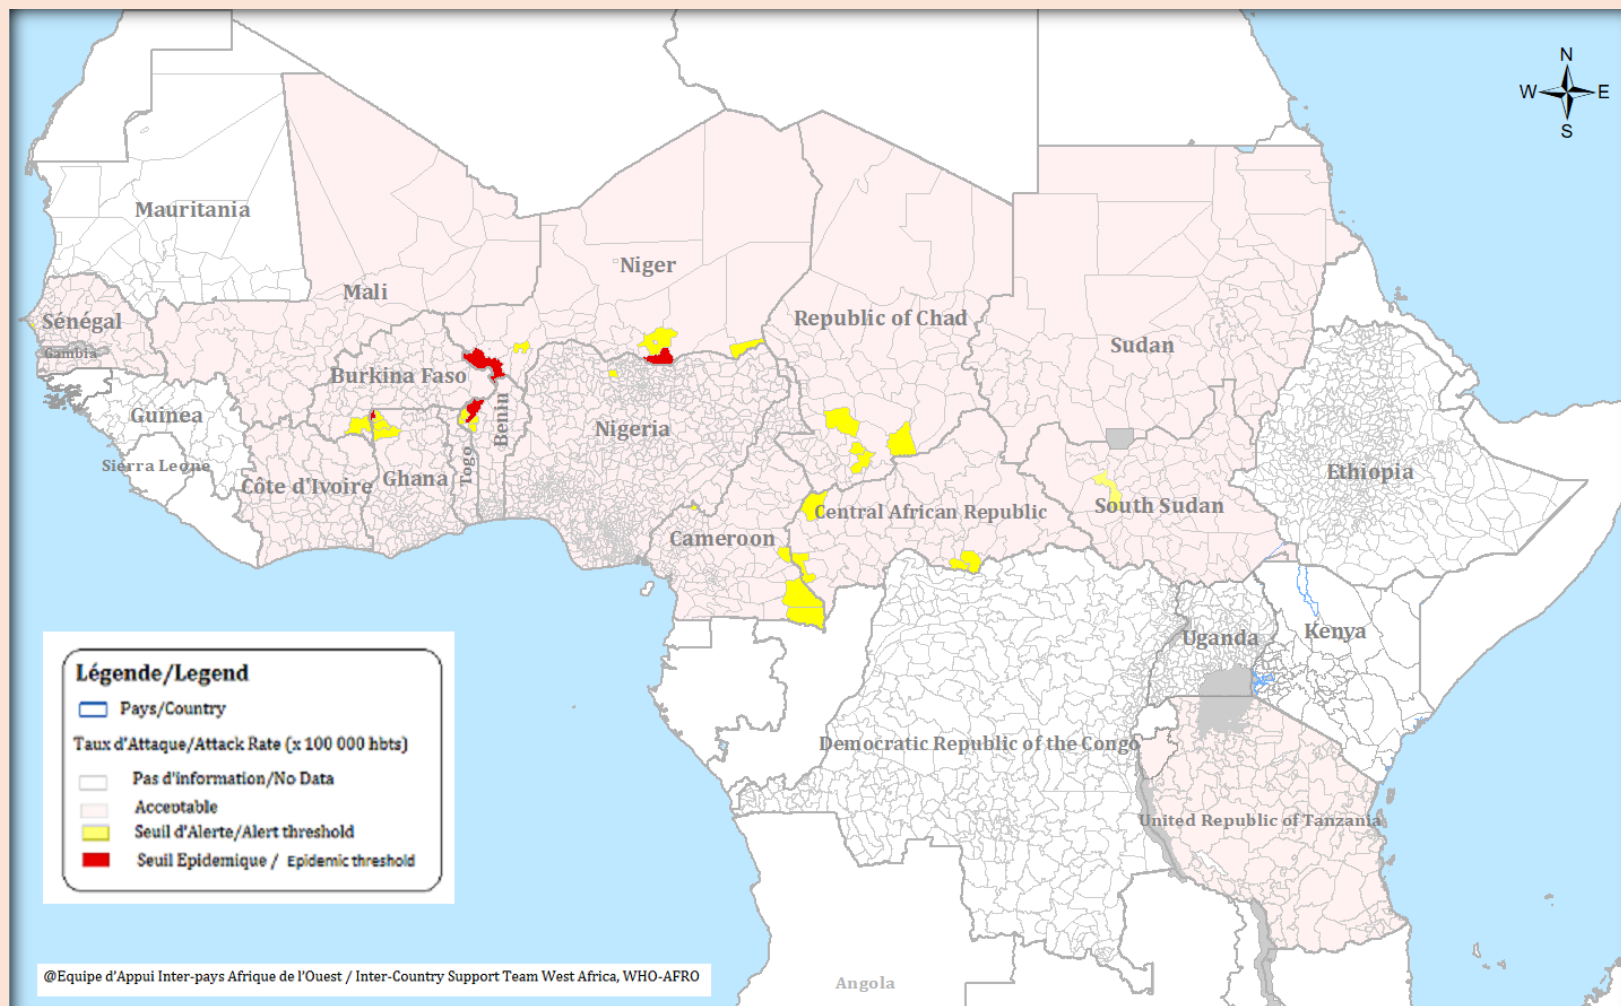 N
W
E
S
Mauritania
Niger
Mali
Sénégal
Republic of Chad
Sudan
Gambia
Burkina Faso
Guinea
Benin
Nigeria
Sierra Leone
Togo
Ghana
Côte d'Ivoire
Ethiopia
South Sudan
Central African Republic
Cameroon
Uganda
Kenya
Democratic Republic of the Congo
United Republic of Tanzania
Angola
Légende/Legend
Pays/Country
Taux d'Attaque/Attack Rate (x 100 000 hbts)
Pas d'information/No Data
Acceptable
Seuil d'Alerte/Alert threshold
Seuil Epidemique / Epidemic threshold
@Equipe d'Appui Inter-pays Afrique de l'Ouest / Inter-Country Support Team West Africa, WHO-AFRO